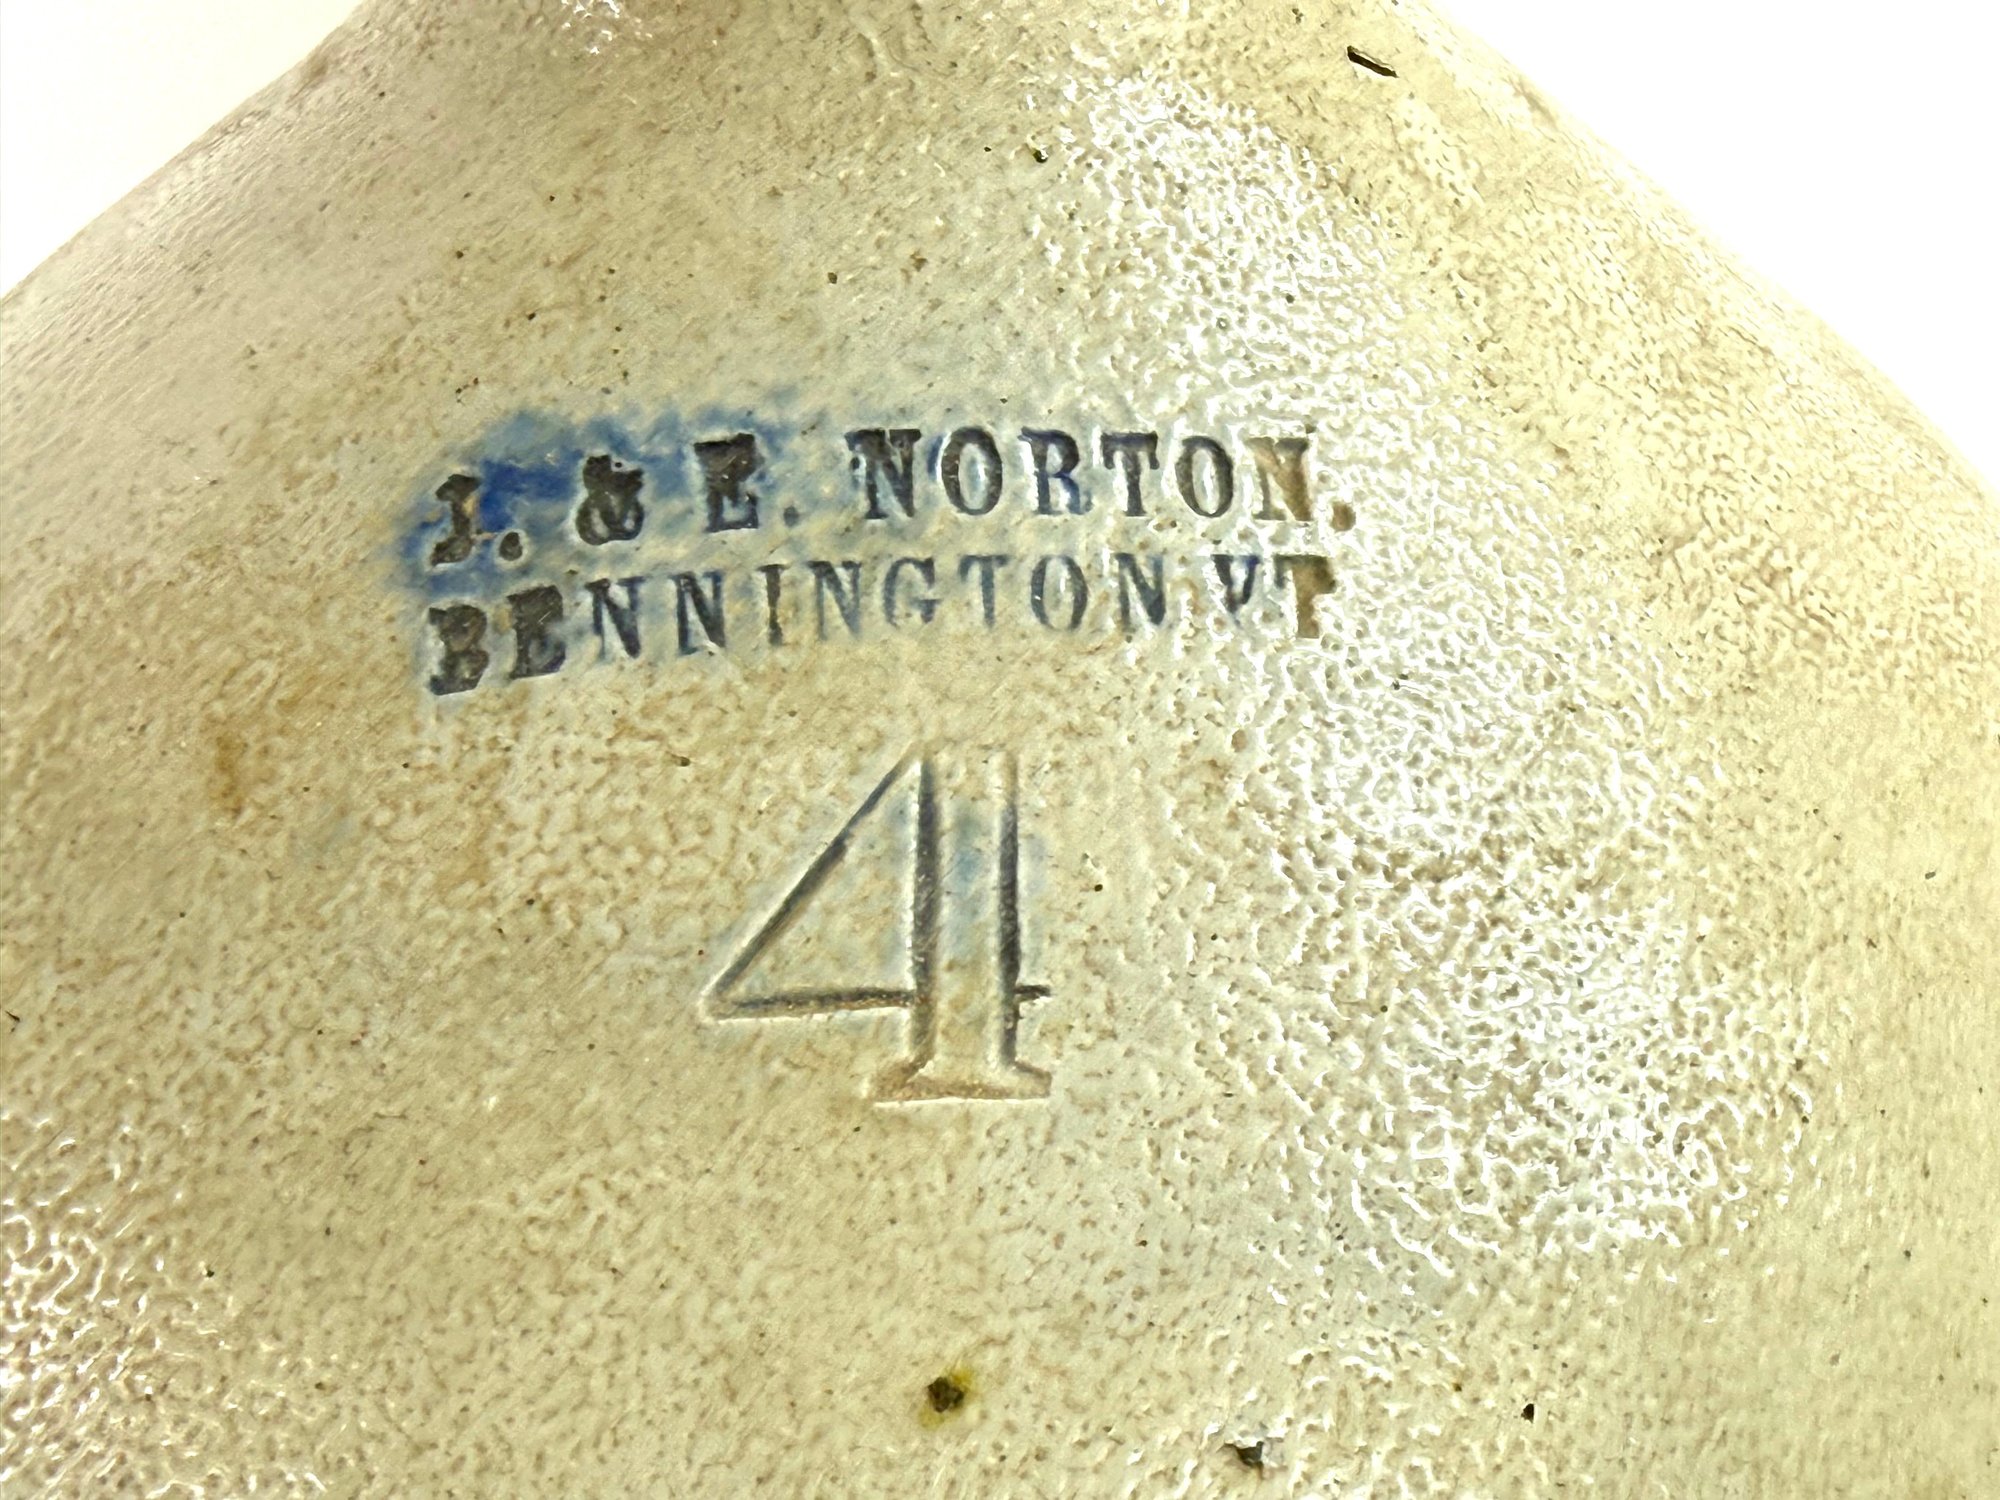 J. & E. NORTON.
BENNINGTON VT
4